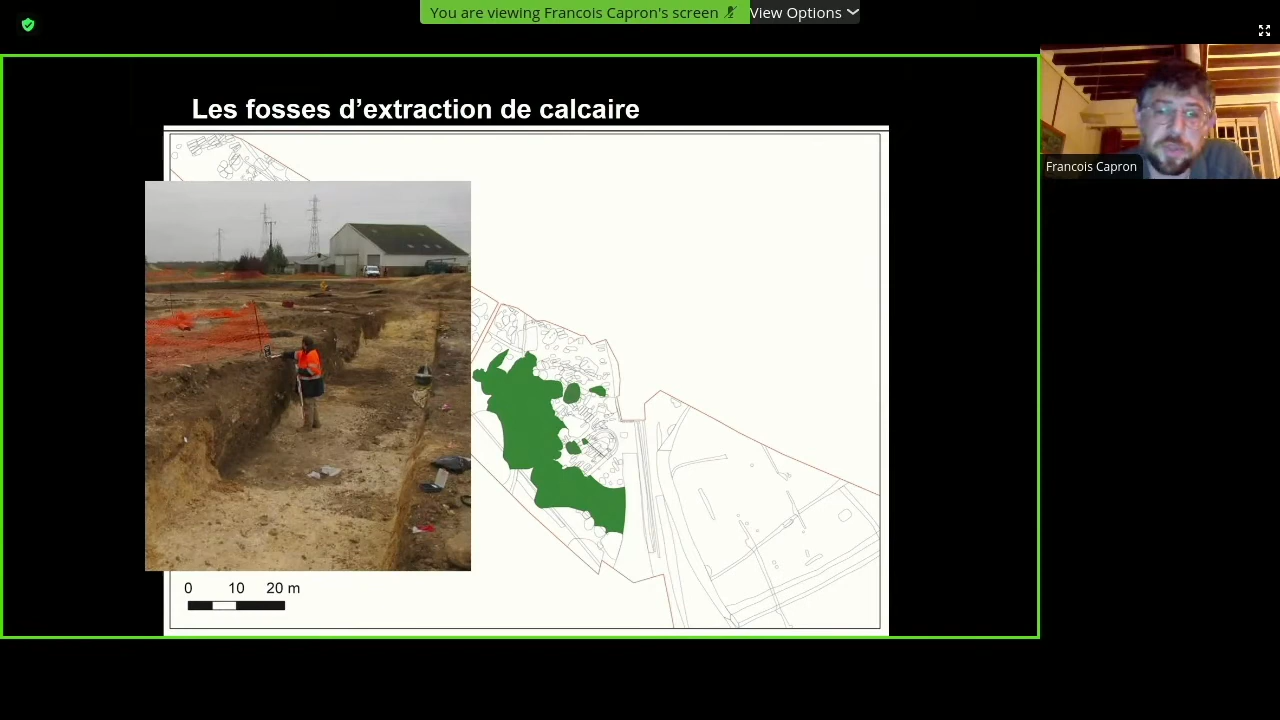 You are viewing Francois Capron's screen
View Options
Les fosses d'extraction de calcaire
Francois Capron
0 10 20 m